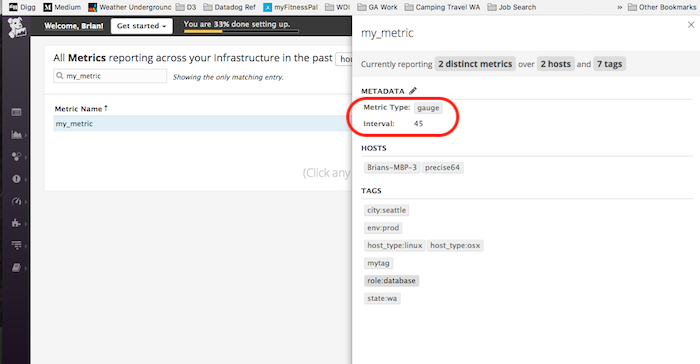 Digg Medium Weather Underground D3 Datadog Ref myFitnessPal GA Work WDI GA Work Camping Travel WA Job Search >> Other Bookmarks
Welcome, Brian! Get started You are 33% done setting up.
All Metrics reporting across your Infrastructure in the past hou
my_metric
Showing the only matching entry.
Metric Name
my_metric
(Click any
×
my_metric
Currently reporting 2 distinct metrics over 2 hosts and 7 tags
METADATA
Metric Type: gauge
Interval: 45
HOSTS
Brians-MBP-3 precise64
TAGS
city:seattle
env:prod
host_type:linux host_type:osx
mytag
role:database
state:wa